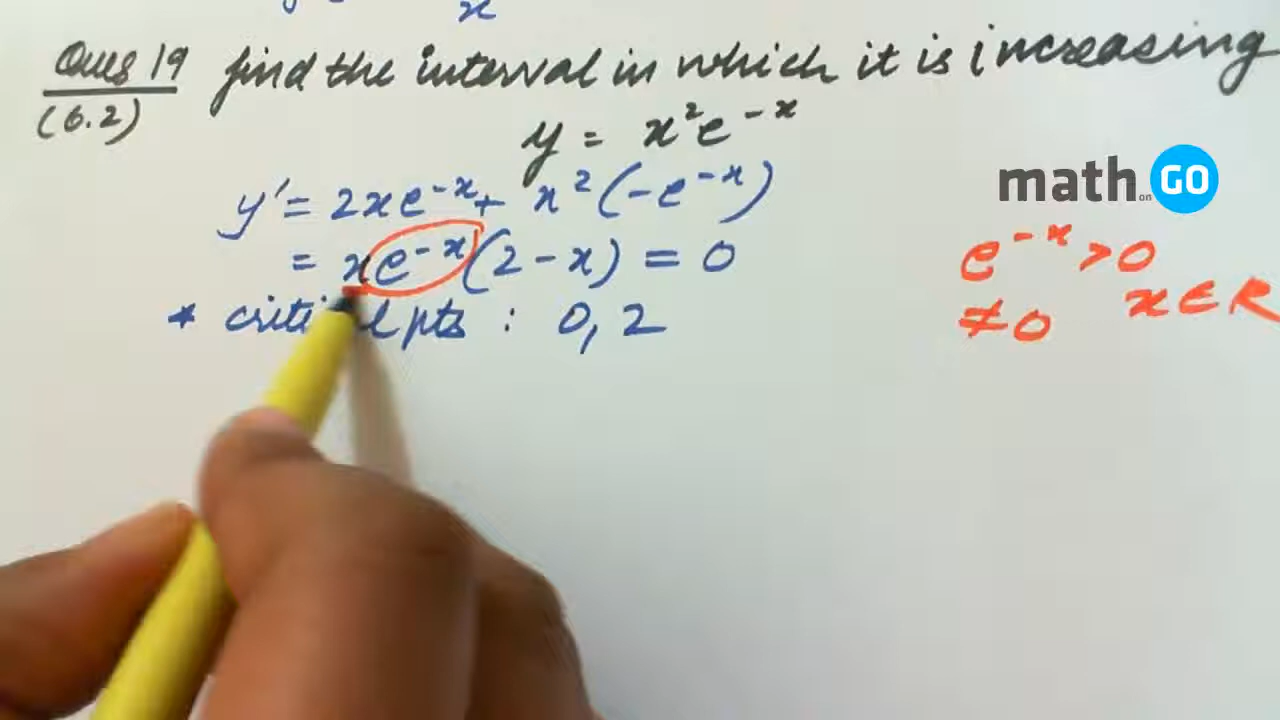 x
Ques 19 find the interval in which it is increasing
(6.2)
y = x²e⁻ˣ
math on GO
y' = 2xe⁻ˣ + x²(-e⁻ˣ)
= xe⁻ˣ(2-x) = 0
e⁻ˣ > 0
* critical pts : 0, 2
≠ 0 x ∈ R